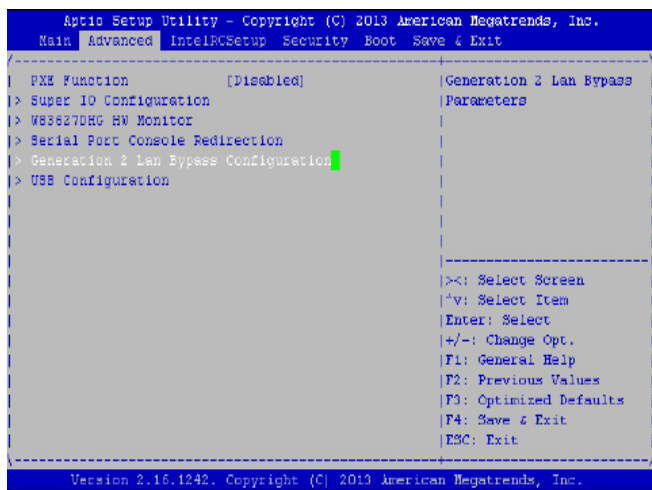 Aptio Setup Utility - Copyright (C) 2013 American Megatrends, Inc.
Main Advanced IntelRCSetup Security Boot Save & Exit
PXE Function [Disabled]
> Super IO Configuration
> W83627DHG HW Monitor
> Serial Port Console Redirection
> Generation 2 Lan Bypass Configuration
> USB Configuration
Generation 2 Lan Bypass
Parameters
><: Select Screen
^v: Select Item
Enter: Select
+/-: Change Opt.
F1: General Help
F2: Previous Values
F3: Optimized Defaults
F4: Save & Exit
ESC: Exit
Version 2.16.1242. Copyright (C) 2013 American Megatrends, Inc.